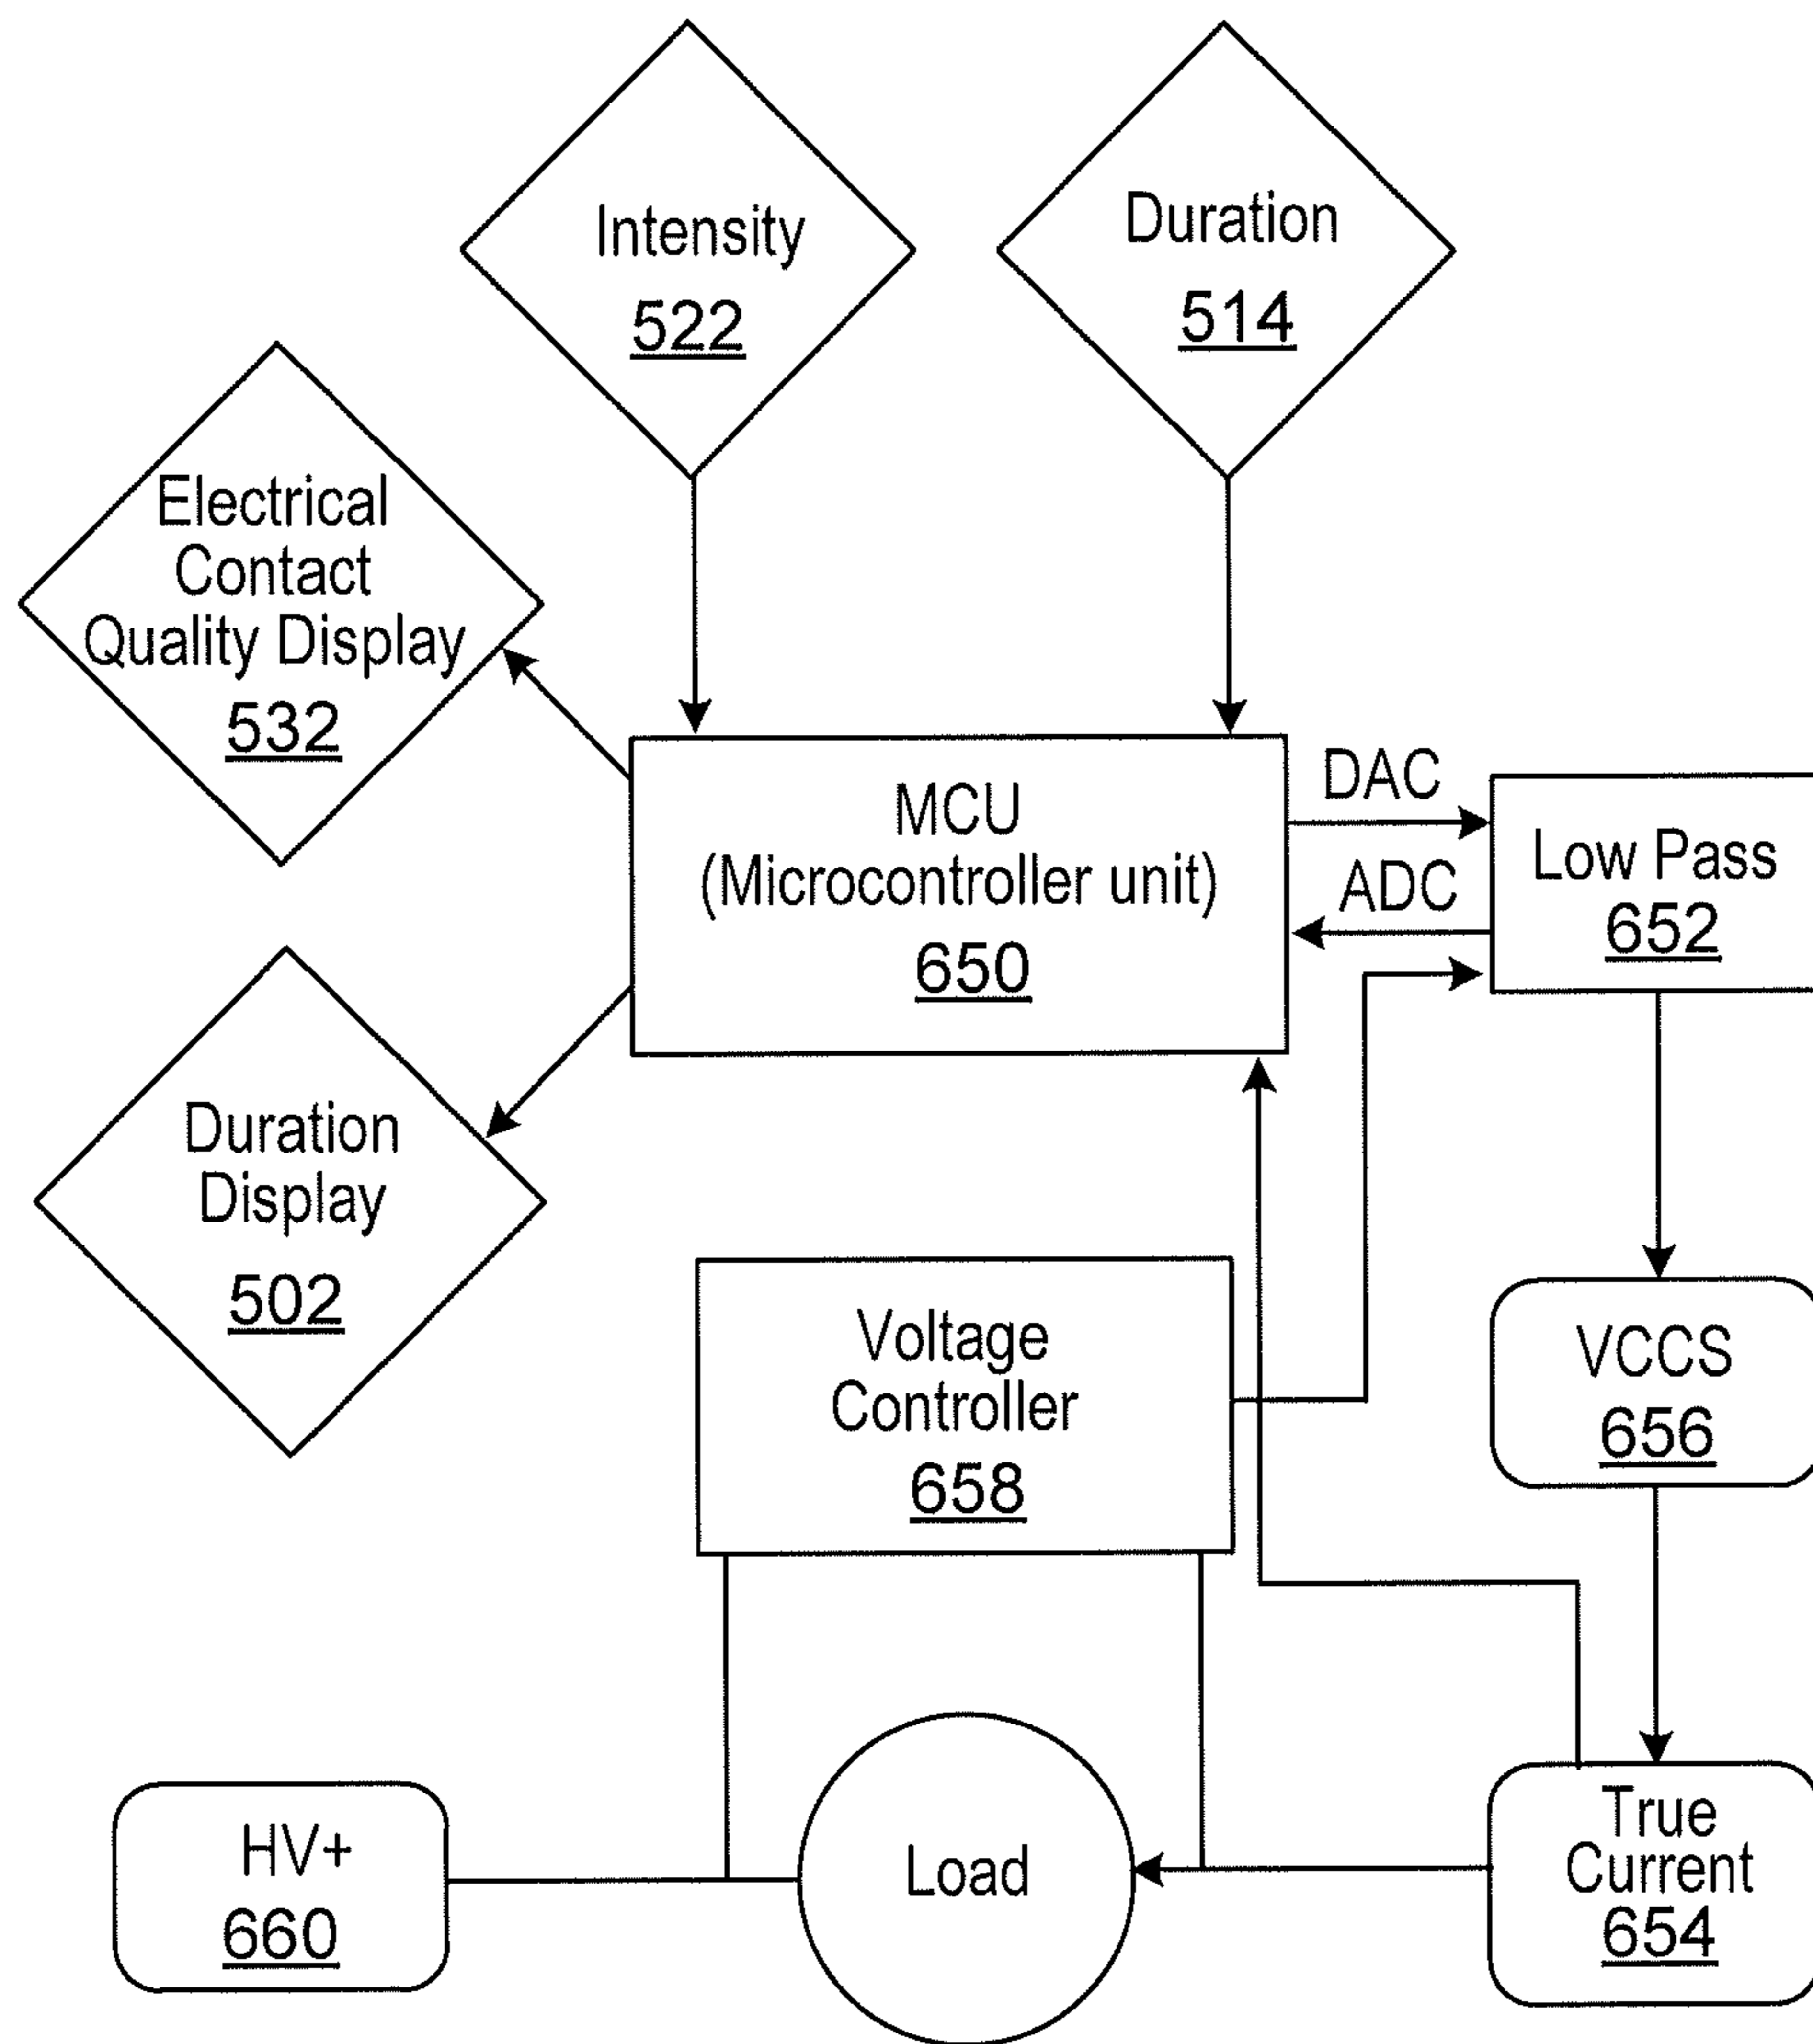 Intensity
522
Duration
514
Electrical
Contact
Quality Display
532
MCU
(Microcontroller unit)
650
DAC
ADC
Low Pass
652
Duration
Display
502
Voltage
Controller
658
VCCS
656
HV+
660
Load
True
Current
654